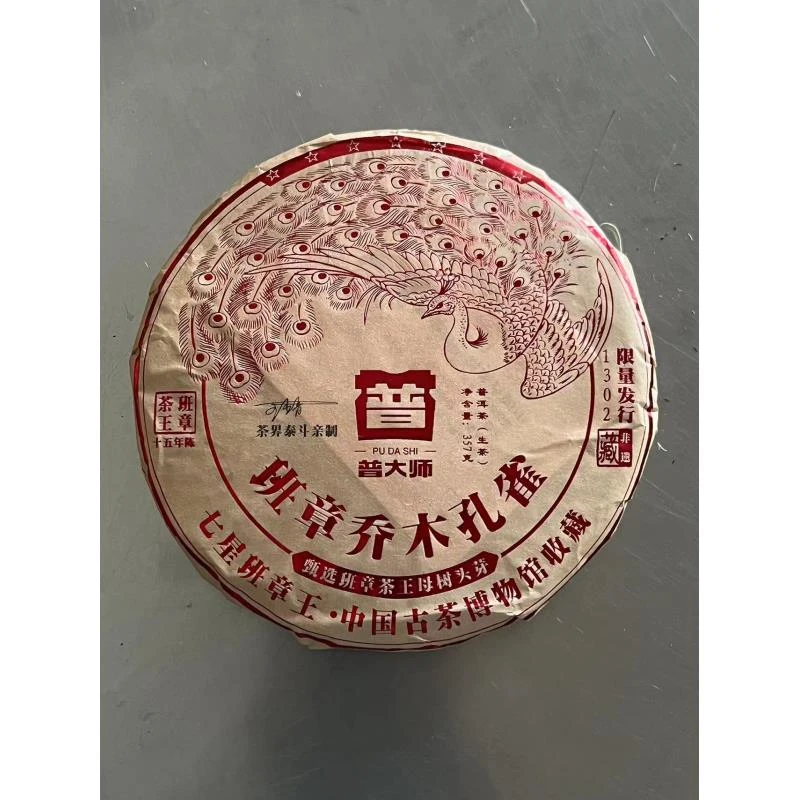 限量发行
1302
非遗
藏
班章
茶王
十五年陈
茶界泰斗亲制
普
PU DA SHI
普大师
普洱茶（生茶）
净含量：357克
班章乔木孔雀
甄选班章茶王母树头芽
七星班章王·中国古茶博物馆收藏